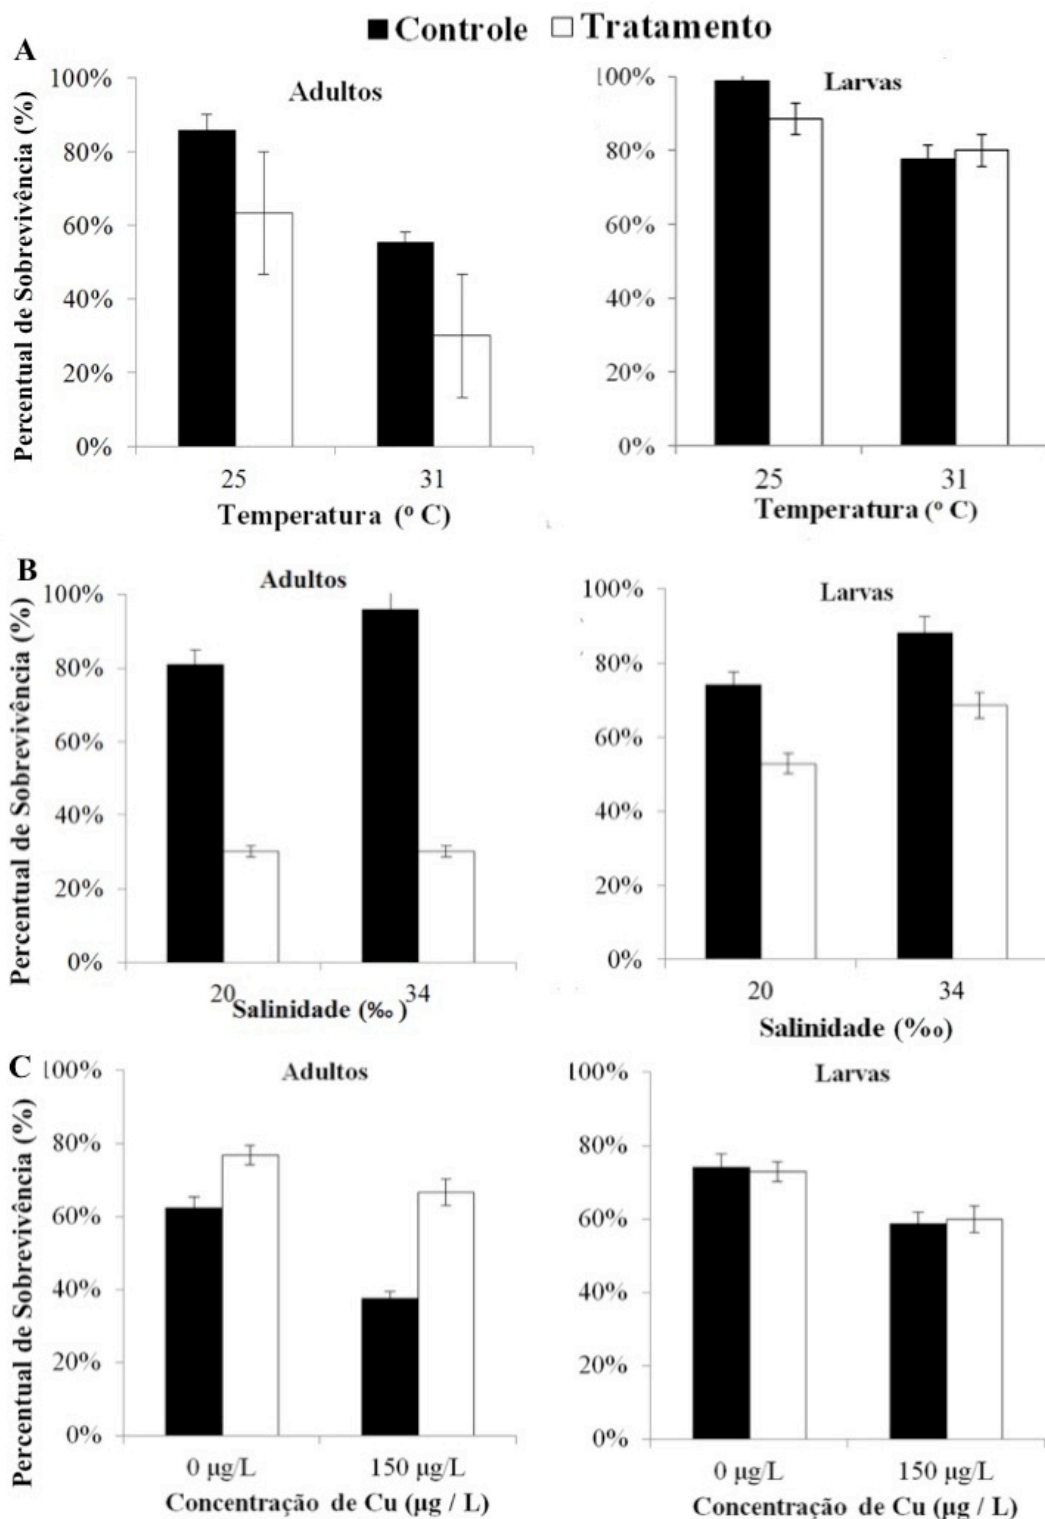 Controle Tratamento
A
Percentual de Sobrevivência (%)
Adultos
100%
80%
60%
40%
20%
0%
25 31
Temperatura (º C)
Larvas
100%
80%
60%
40%
20%
0%
25 31
Temperatura (º C)
B
Percentual de Sobrevivência (%)
Adultos
100%
80%
60%
40%
20%
0%
20 34
Salinidade (‰)
Larvas
100%
80%
60%
40%
20%
0%
20 34
Salinidade (‰)
C
Percentual de Sobrevivência (%)
Adultos
100%
80%
60%
40%
20%
0%
0 μg/L 150 μg/L
Concentração de Cu (μg / L)
Larvas
100%
80%
60%
40%
20%
0%
0 μg/L 150 μg/L
Concentração de Cu (μg / L)